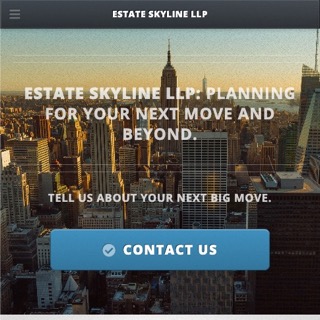 ESTATE SKYLINE LLP
ESTATE SKYLINE LLP: PLANNING
FOR YOUR NEXT MOVE AND
BEYOND.
TELL US ABOUT YOUR NEXT BIG MOVE.
CONTACT US